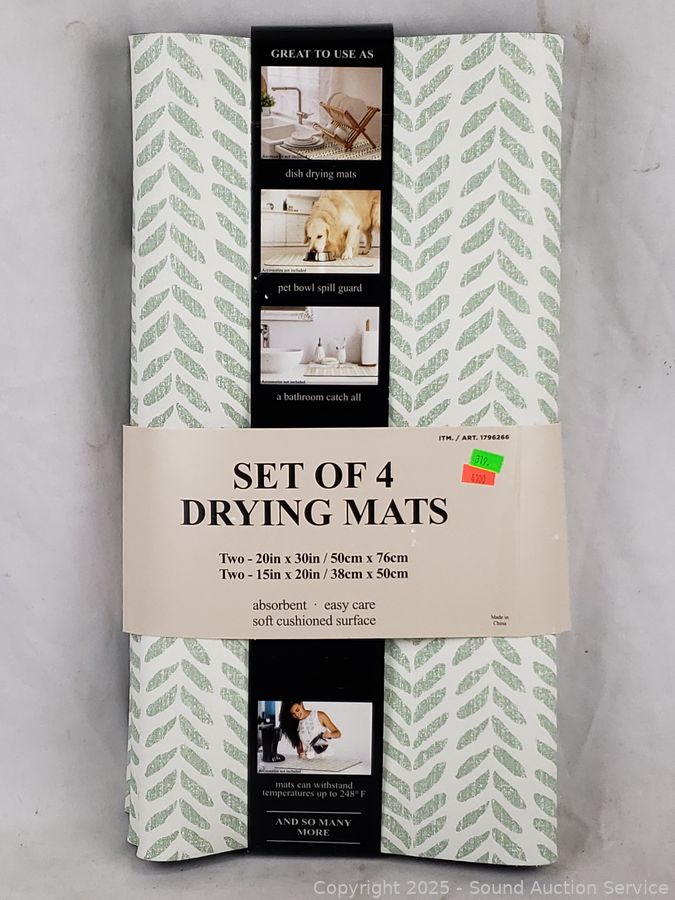 GREAT TO USE AS
Accessories not included
dish drying mats
Accessories not included
pet bowl spill guard
Accessories not included
a bathroom catch all
ITM. / ART. 1796266
319.
4100
SET OF 4
DRYING MATS
Two - 20in x 30in / 50cm x 76cm
Two - 15in x 20in / 38cm x 50cm
absorbent · easy care
soft cushioned surface
Made in
China
Accessories not included
mats can withstand
temperatures up to 248° F
AND SO MANY
MORE
Copyright 2025 - Sound Auction Service